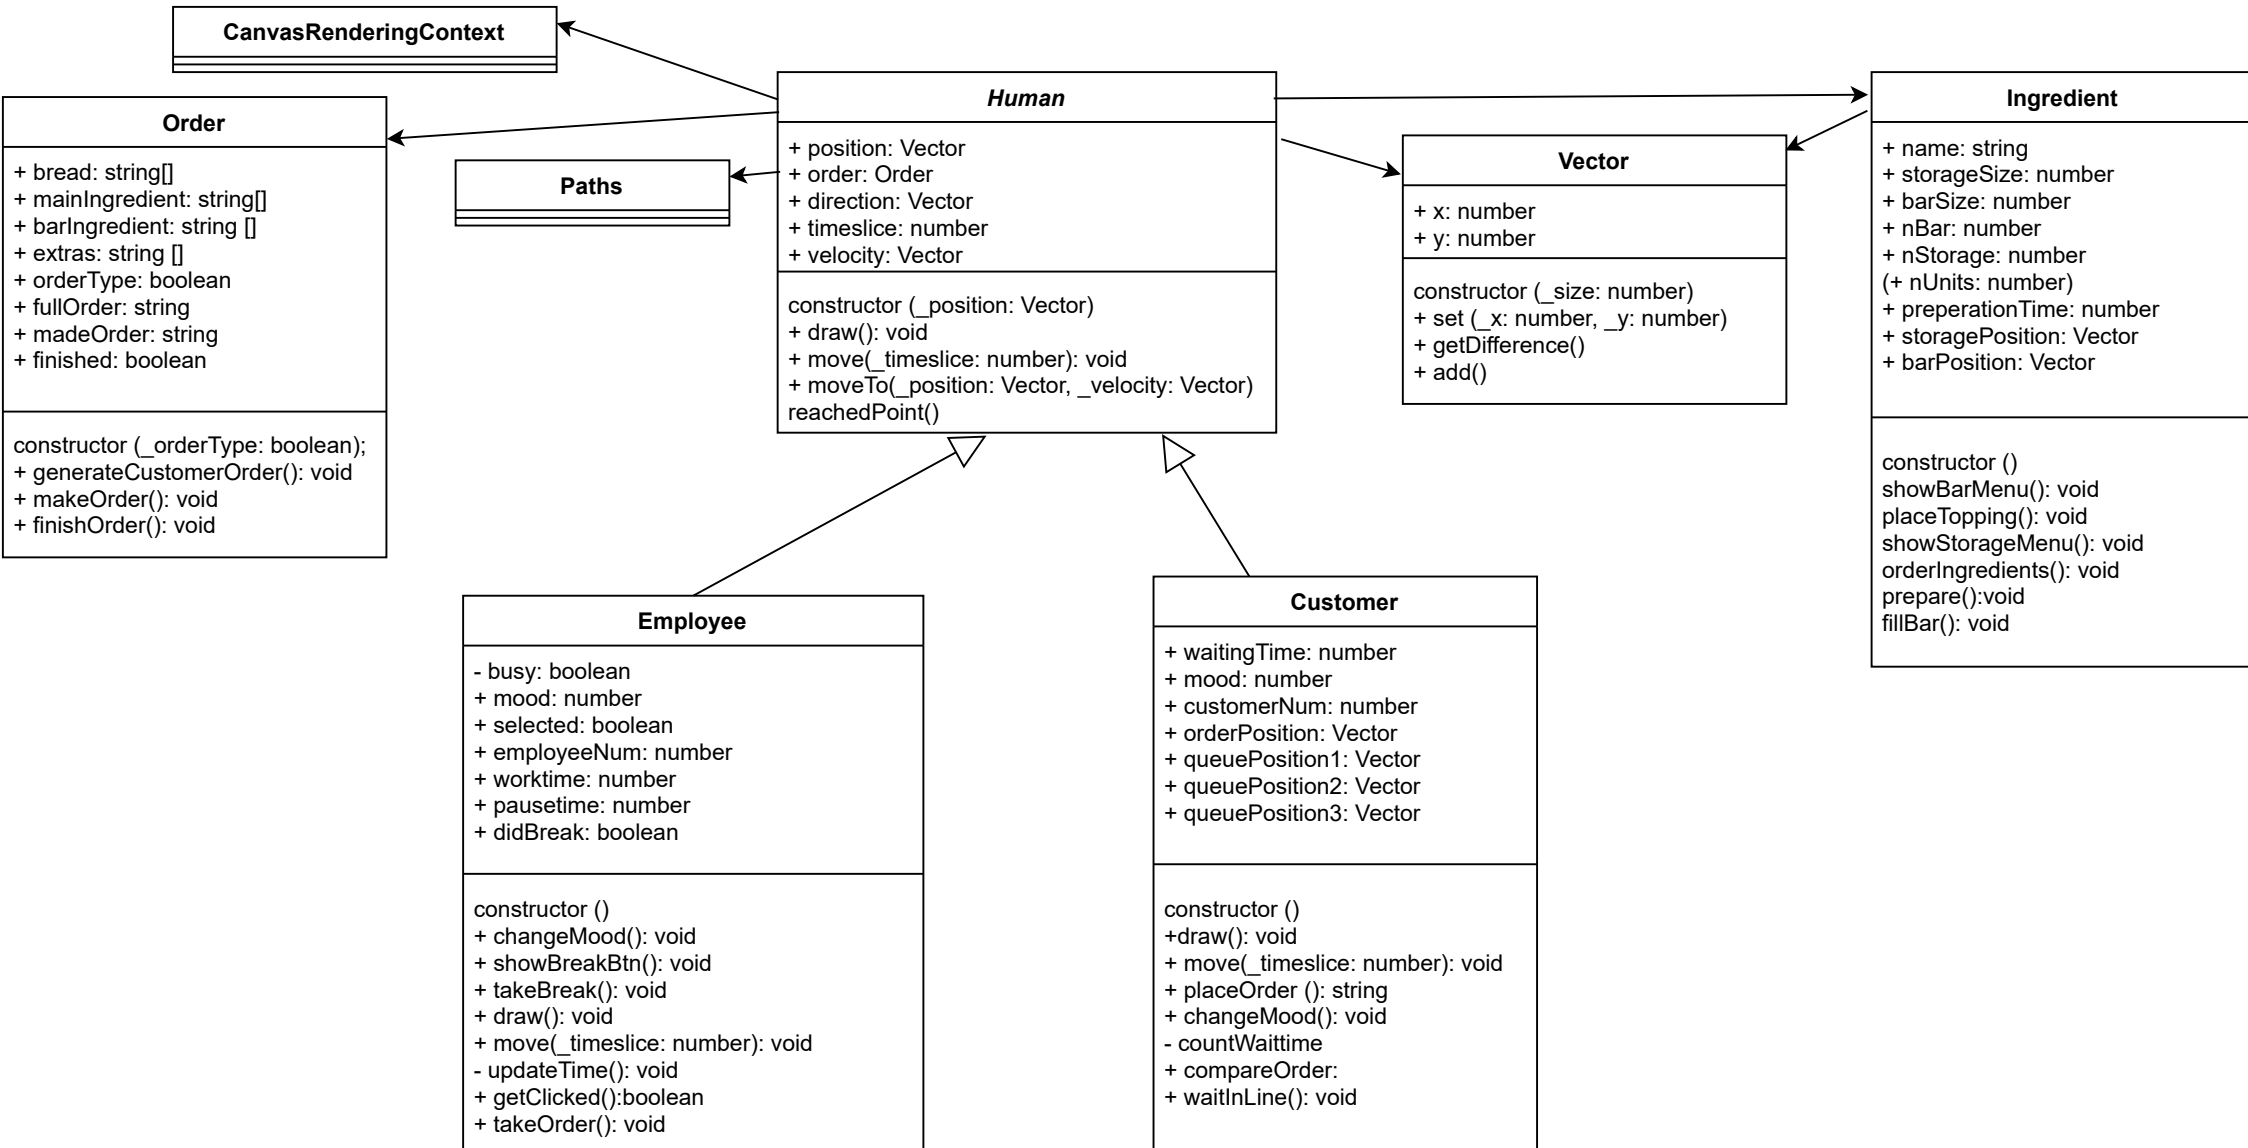 CanvasRenderingContext
Order
+ bread: string[]
+ mainIngredient: string[]
+ barIngredient: string []
+ extras: string []
+ orderType: boolean
+ fullOrder: string
+ madeOrder: string
+ finished: boolean
constructor (_orderType: boolean);
+ generateCustomerOrder(): void
+ makeOrder(): void
+ finishOrder(): void
Paths
Human
+ position: Vector
+ order: Order
+ direction: Vector
+ timeslice: number
+ velocity: Vector
constructor (_position: Vector)
+ draw(): void
+ move(_timeslice: number): void
+ moveTo(_position: Vector, _velocity: Vector)
reachedPoint()
Vector
+ x: number
+ y: number
constructor (_size: number)
+ set (_x: number, _y: number)
+ getDifference()
+ add()
Ingredient
+ name: string
+ storageSize: number
+ barSize: number
+ nBar: number
+ nStorage: number
(+ nUnits: number)
+ preperationTime: number
+ storagePosition: Vector
+ barPosition: Vector
constructor ()
showBarMenu(): void
placeTopping(): void
showStorageMenu(): void
orderIngredients(): void
prepare():void
fillBar(): void
Employee
- busy: boolean
+ mood: number
+ selected: boolean
+ employeeNum: number
+ worktime: number
+ pausetime: number
+ didBreak: boolean
constructor ()
+ changeMood(): void
+ showBreakBtn(): void
+ takeBreak(): void
+ draw(): void
+ move(_timeslice: number): void
- updateTime(): void
+ getClicked():boolean
+ takeOrder(): void
Customer
+ waitingTime: number
+ mood: number
+ customerNum: number
+ orderPosition: Vector
+ queuePosition1: Vector
+ queuePosition2: Vector
+ queuePosition3: Vector
constructor ()
+draw(): void
+ move(_timeslice: number): void
+ placeOrder (): string
+ changeMood(): void
- countWaittime
+ compareOrder:
+ waitInLine(): void